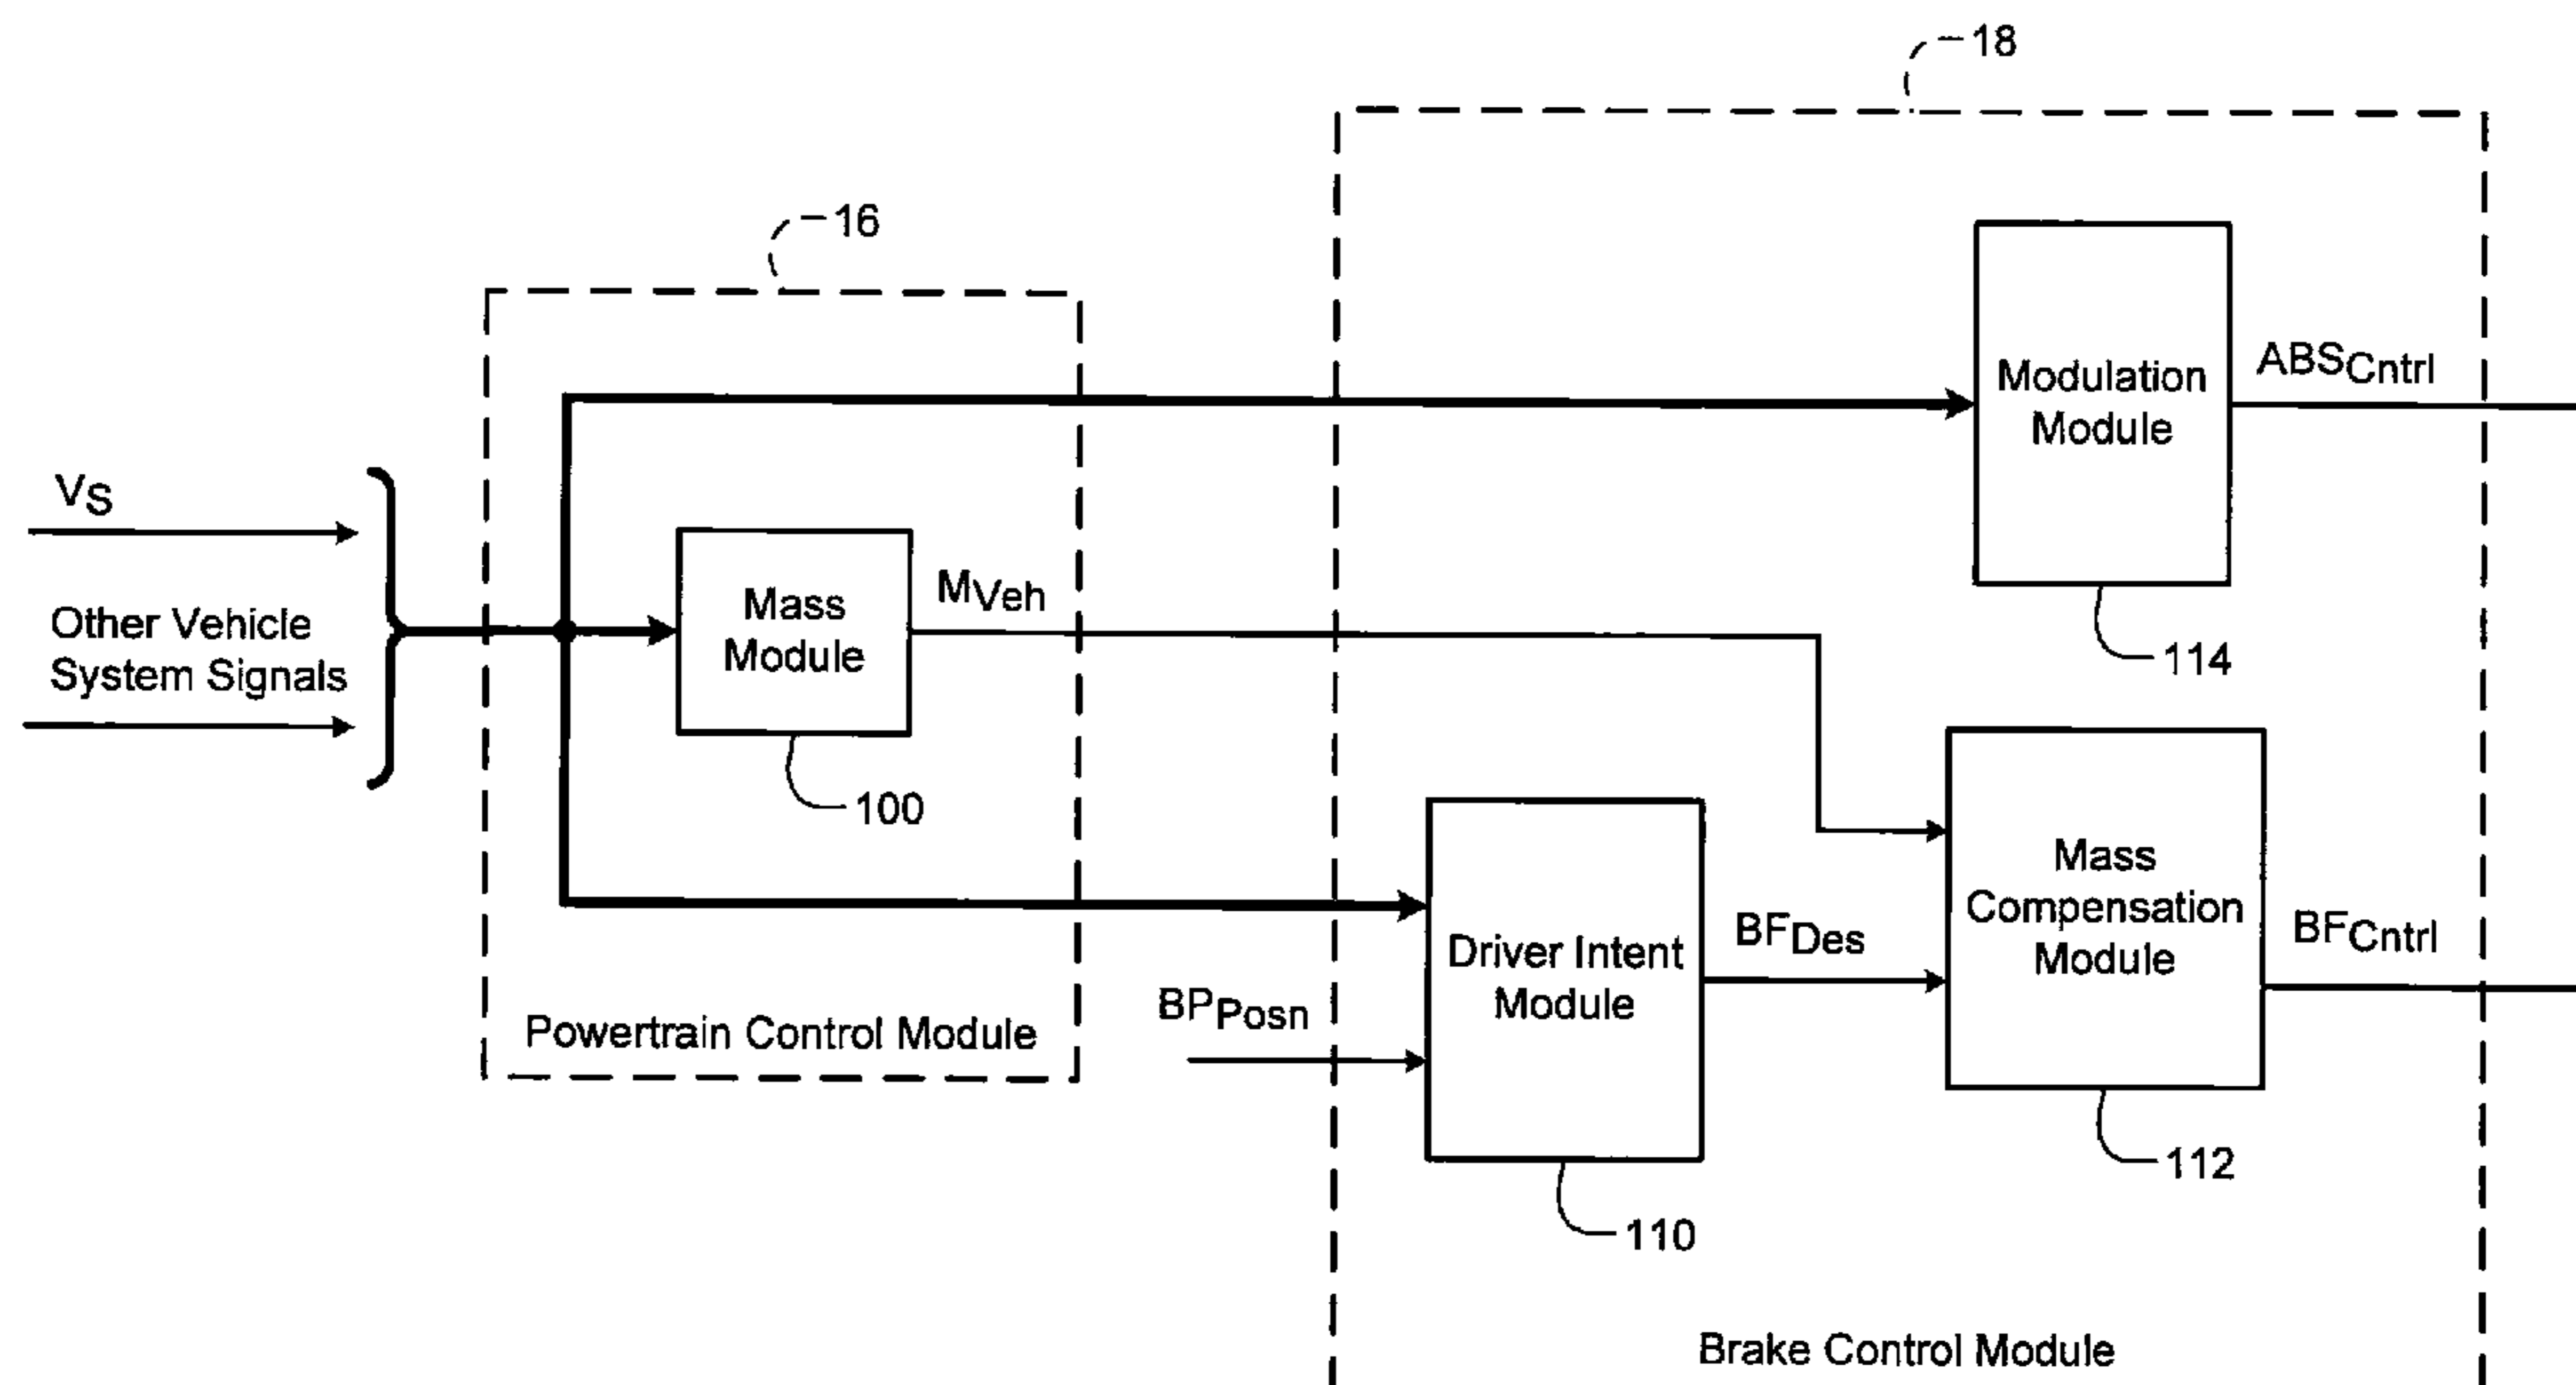 18
16
Modulation
Module
ABSCntrl
VS
Mass
Module
MVeh
Other Vehicle
System Signals
114
100
Mass
Compensation
Module
Driver Intent
Module
BFDes
BFCntrl
BPPosn
Powertrain Control Module
112
110
Brake Control Module